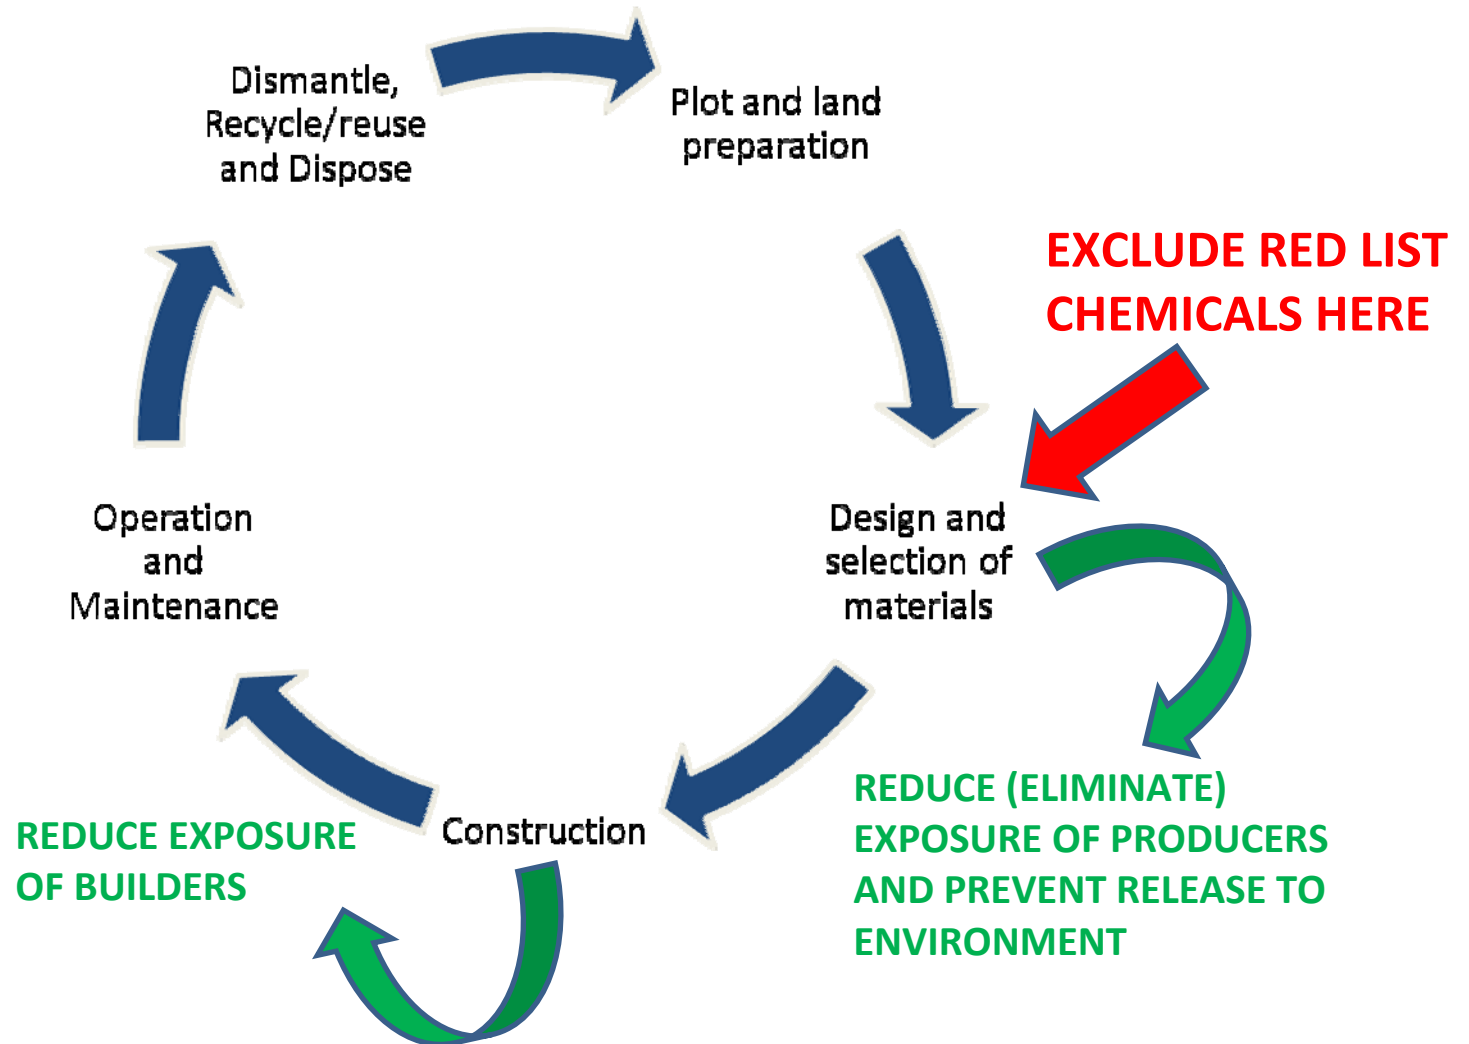 Dismantle,
Recycle/reuse
and Dispose
Plot and land
preparation
EXCLUDE RED LIST
CHEMICALS HERE
Design and
selection of
materials
REDUCE (ELIMINATE)
EXPOSURE OF PRODUCERS
AND PREVENT RELEASE TO
ENVIRONMENT
Construction
REDUCE EXPOSURE
OF BUILDERS
Operation
and
Maintenance